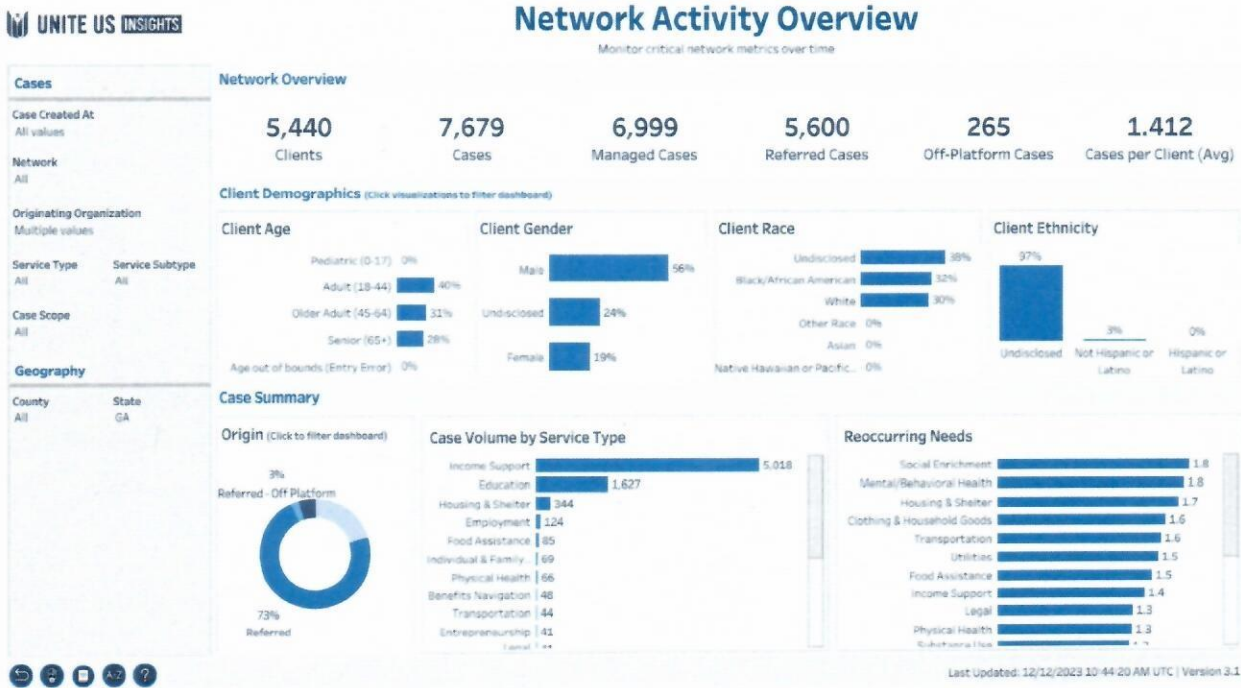 UNITE US INSIGHTS
Network Activity Overview
Monitor critical network metrics over time
Cases
Case Created At
All values
Network
All
Originating Organization
Multiple values
Service Type
All
Service Subtype
All
Case Scope
All
Geography
County
All
State
GA
Network Overview
5,440
Clients
7,679
Cases
6,999
Managed Cases
5,600
Referred Cases
265
Off-Platform Cases
1.412
Cases per Client (Avg)
Client Demographics (Click visualizations to filter dashboard)
Client Age
Pediatric (0-17) 0%
Adult (18-44) 40%
Older Adult (45-64) 31%
Senior (65+) 28%
Age out of bounds (Entry Error) 0%
Client Gender
Male 56%
Undisclosed 24%
Female 19%
Client Race
Undisclosed 38%
Black/African American 32%
White 30%
Other Race 0%
Asian 0%
Native Hawaiian or Pacific... 0%
Client Ethnicity
97%
Undisclosed
3%
Not Hispanic or
Latino
0%
Hispanic or
Latino
Case Summary
Origin (Click to filter dashboard)
3%
Referred - Off Platform
73%
Referred
Case Volume by Service Type
Income Support 5,018
Education 1,627
Housing & Shelter 344
Employment 124
Food Assistance 85
Individual & Family... 69
Physical Health 66
Benefits Navigation 48
Transportation 44
Entrepreneurship 41
Legal
Reoccurring Needs
Social Enrichment 1.8
Mental/Behavioral Health 1.8
Housing & Shelter 1.7
Clothing & Household Goods 1.6
Transportation 1.6
Utilities 1.5
Food Assistance 1.5
Income Support 1.4
Legal 1.3
Physical Health 1.3
Substance Use
A-Z ?
Last Updated: 12/12/2023 10:44:20 AM UTC | Version 3.1